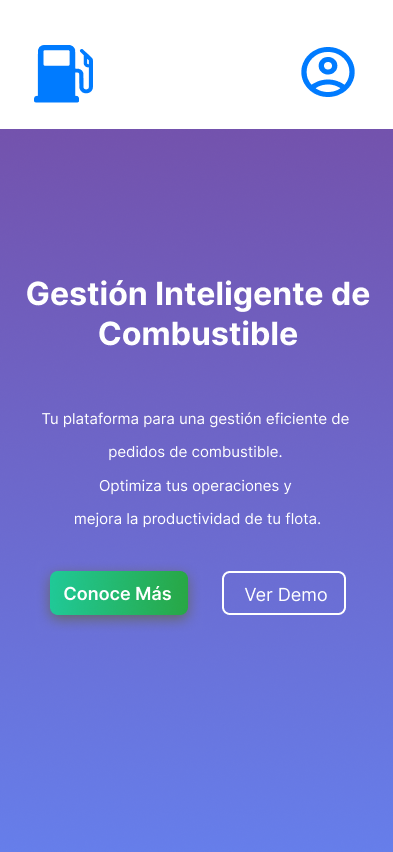 Gestión Inteligente de
Combustible
Tu plataforma para una gestión eficiente de
pedidos de combustible.
Optimiza tus operaciones y
mejora la productividad de tu flota.
Conoce Más
Ver Demo